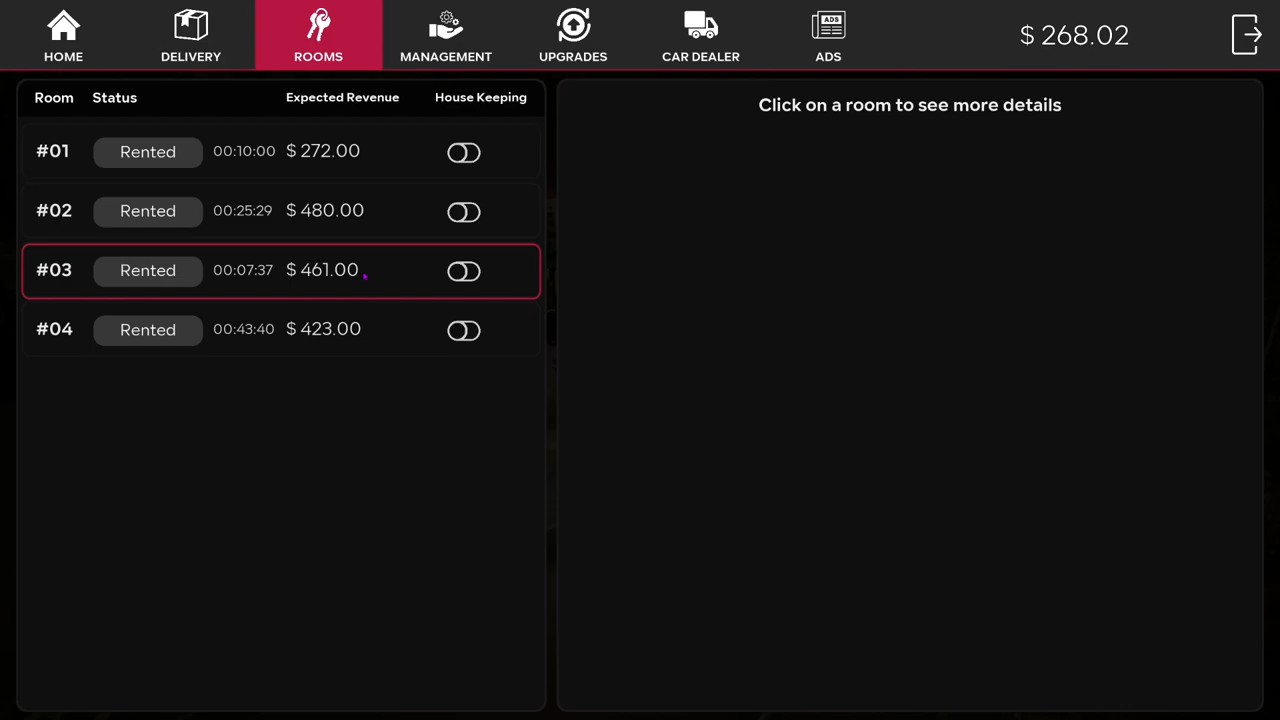 HOME DELIVERY ROOMS MANAGEMENT UPGRADES CAR DEALER ADS ADS $ 268.02
Room Status Expected Revenue House Keeping
#01 Rented 00:10:00 $ 272.00
#02 Rented 00:25:29 $ 480.00
#03 Rented 00:07:37 $ 461.00
#04 Rented 00:43:40 $ 423.00
Click on a room to see more details